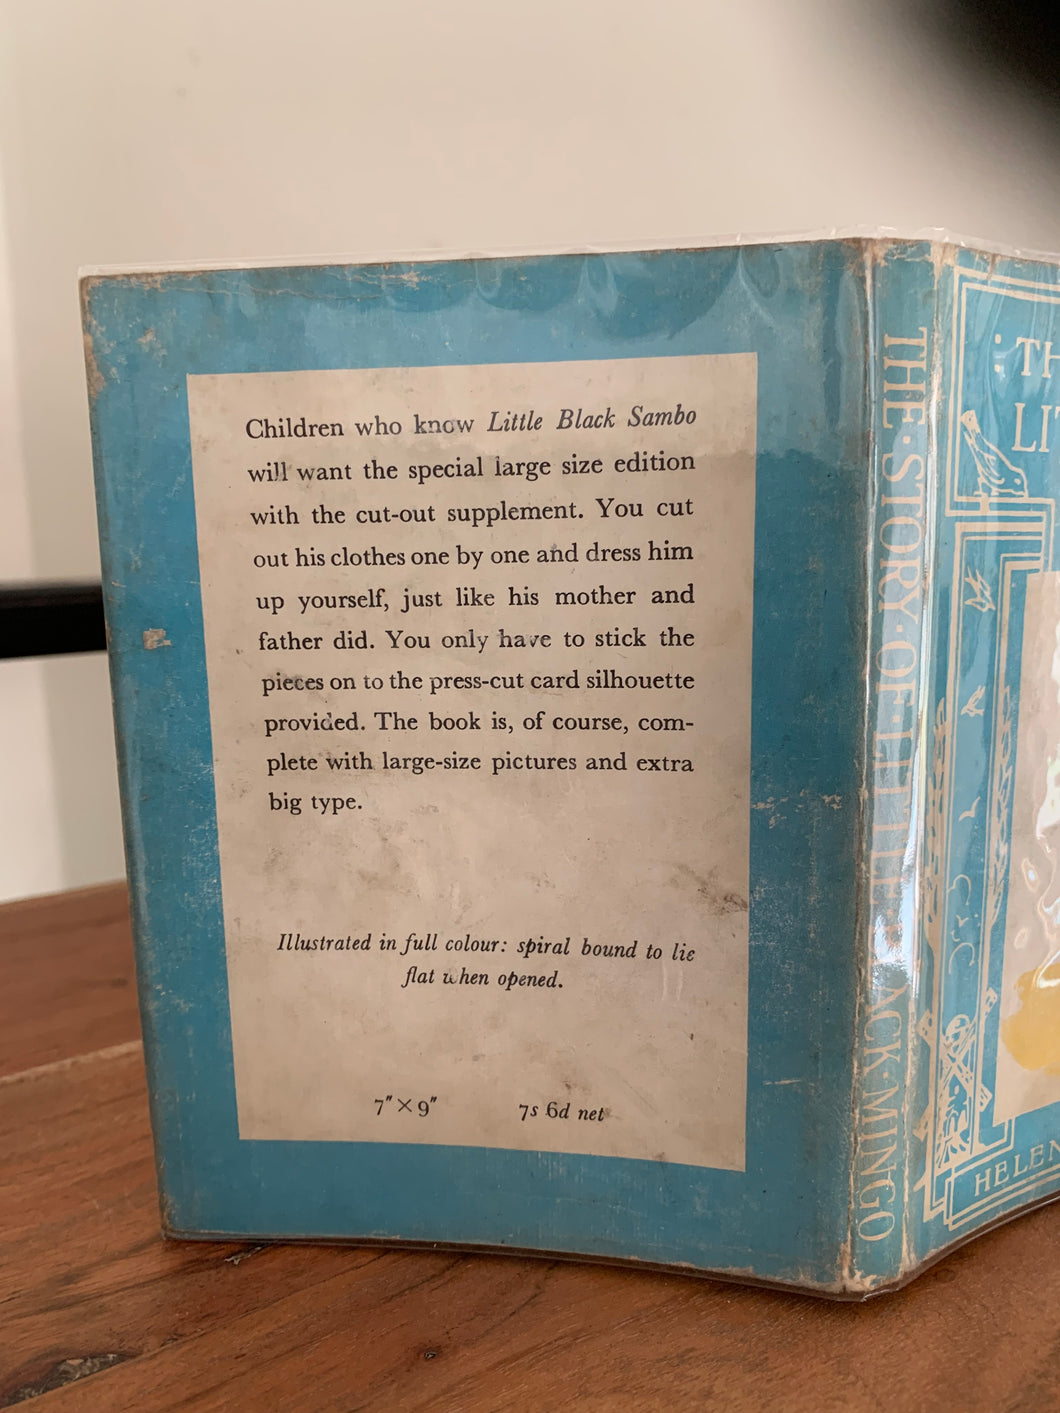 Children who know Little Black Sambo
will want the special large size edition
with the cut-out supplement. You cut
out his clothes one by one and dress him
up yourself, just like his mother and
father did. You only have to stick the
pieces on to the press-cut card silhouette
provided. The book is, of course, com-
plete with large-size pictures and extra
big type.
Illustrated in full colour: spiral bound to lie
flat when opened.
7" × 9" 7s 6d net
THE·STORY·OF·LITTLE·BLACK·MINGO
TH
LI
HELEN